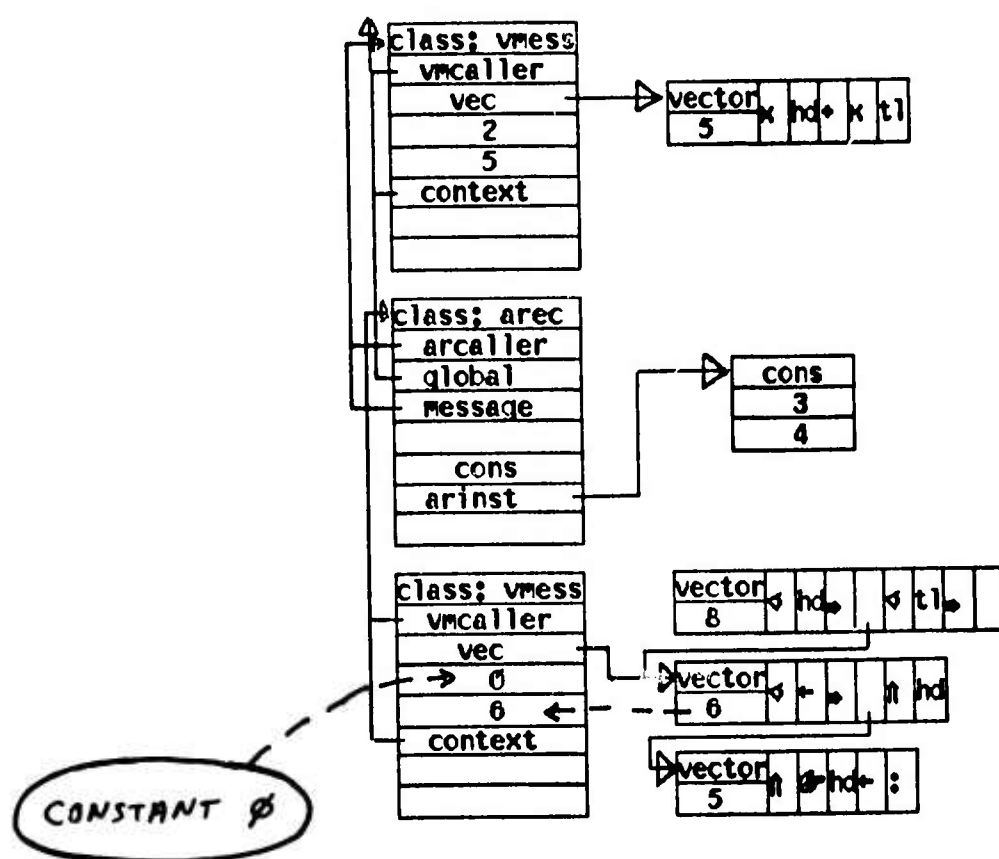 class; vmess
vmcaller
vec
2
5
context
vector
5
x hd ← x tl
class; arec
arcaller
global
message
cons
arinst
cons
3
4
class; vmess
vmcaller
vec
0
6
context
vector
8
hd tl
vector
6
← ⇑ hd
vector
5
⇑ ☞ hd ← :
CONSTANT Ø